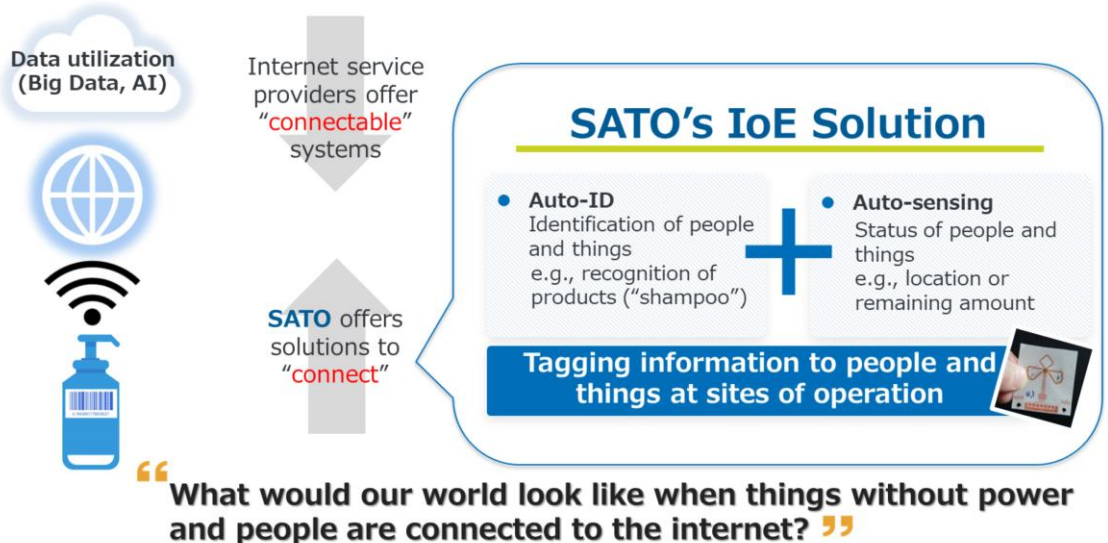 Data utilization
(Big Data, AI)
Internet service
providers offer
“connectable”
systems
SATO offers
solutions to
“connect”
SATO’s IoE Solution
• Auto-ID
Identification of people
and things
e.g., recognition of
products (“shampoo”)
+
• Auto-sensing
Status of people and
things
e.g., location or
remaining amount
Tagging information to people and
things at sites of operation
“What would our world look like when things without power
and people are connected to the internet? ”